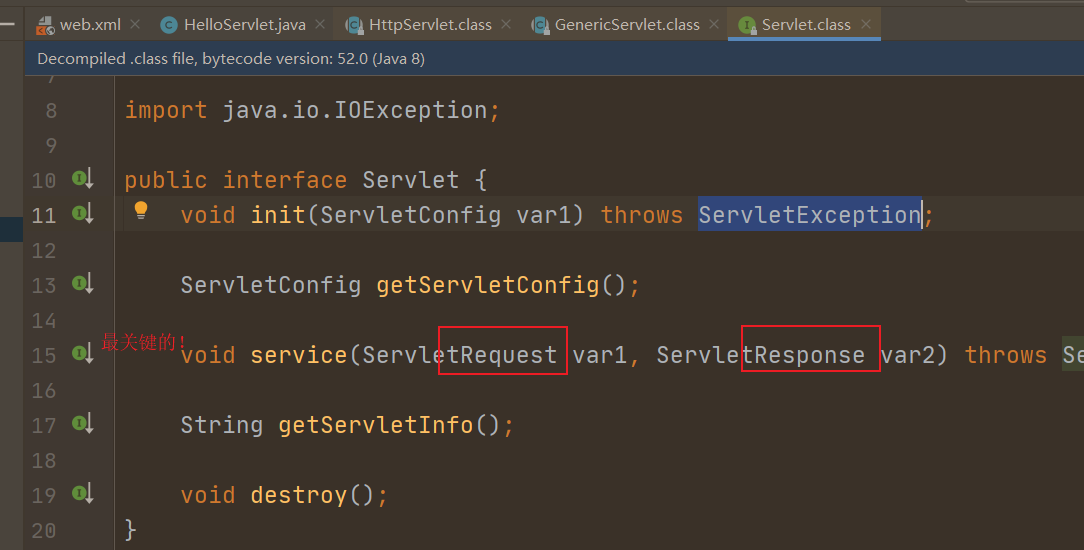 web.xml HelloServlet.java HttpServlet.class GenericServlet.class Servlet.class
Decompiled .class file, bytecode version: 52.0 (Java 8)
8 import java.io.IOException;
9
10 public interface Servlet {
11 void init(ServletConfig var1) throws ServletException;
12
13 ServletConfig getServletConfig();
14
15 最关键的! void service(ServletRequest var1, ServletResponse var2) throws Se
16
17 String getServletInfo();
18
19 void destroy();
20 }